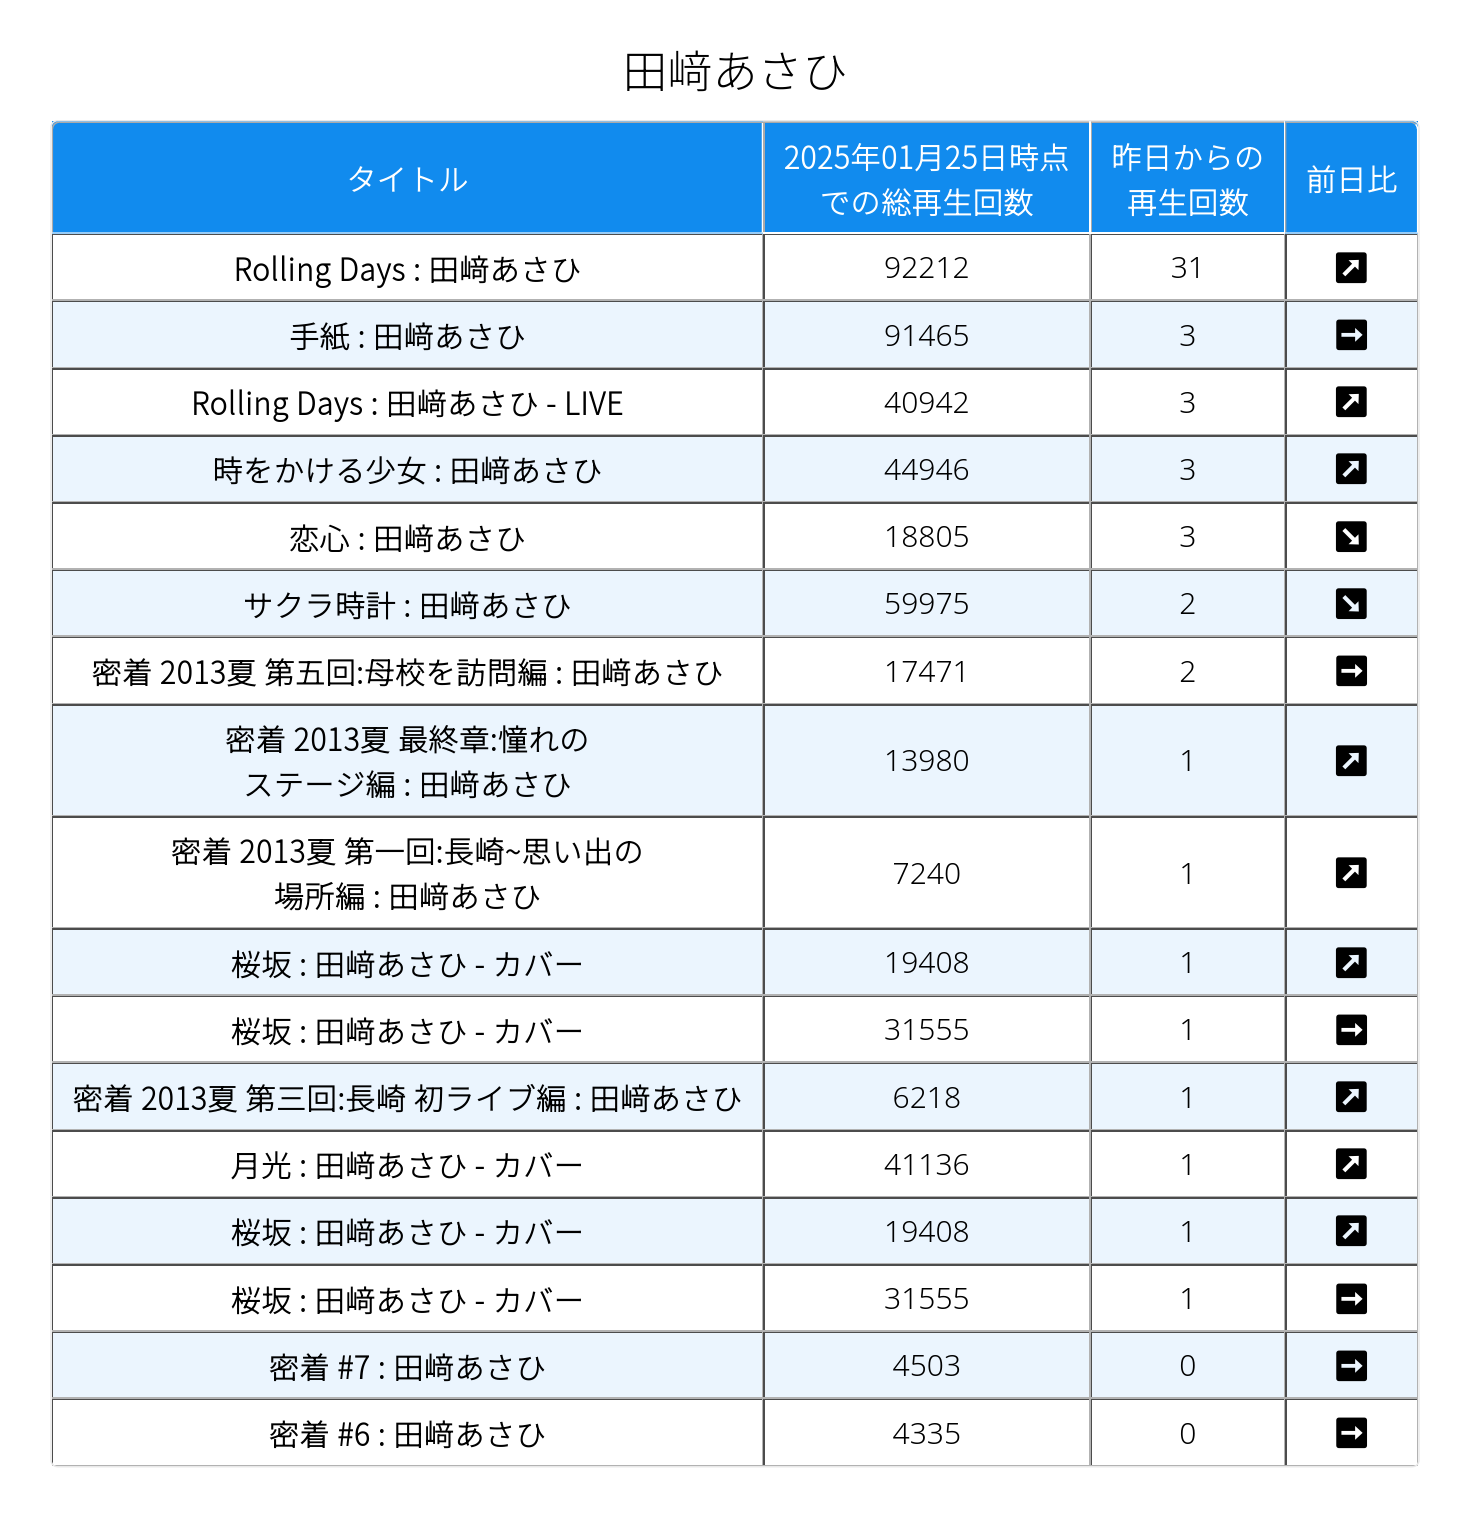 田﨑あさひ
タイトル
2025年01月25日時点
での総再生回数
昨日からの
再生回数
前日比
Rolling Days : 田﨑あさひ 92212 31
手紙 : 田﨑あさひ 91465 3
Rolling Days : 田﨑あさひ - LIVE 40942 3
時をかける少女 : 田﨑あさひ 44946 3
恋心 : 田﨑あさひ 18805 3
サクラ時計 : 田﨑あさひ 59975 2
密着 2013夏 第五回:母校を訪問編 : 田﨑あさひ 17471 2
密着 2013夏 最終章:憧れの
ステージ編 : 田﨑あさひ 13980 1
密着 2013夏 第一回:長崎~思い出の
場所編 : 田﨑あさひ 7240 1
桜坂 : 田﨑あさひ - カバー 19408 1
桜坂 : 田﨑あさひ - カバー 31555 1
密着 2013夏 第三回:長崎 初ライブ編 : 田﨑あさひ 6218 1
月光 : 田﨑あさひ - カバー 41136 1
桜坂 : 田﨑あさひ - カバー 19408 1
桜坂 : 田﨑あさひ - カバー 31555 1
密着 #7 : 田﨑あさひ 4503 0
密着 #6 : 田﨑あさひ 4335 0